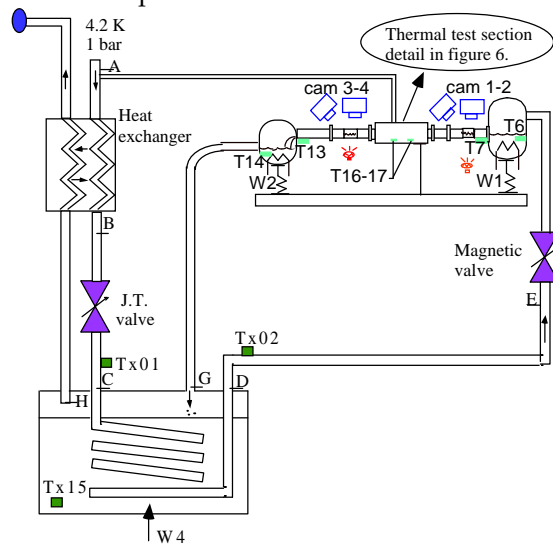 4.2 K
1 bar
A
Thermal test section
detail in figure 6.
cam 3-4
cam 1-2
Heat
exchanger
T6
T13
T7
T14
W2
T16-17
W1
B
Magnetic
valve
J.T.
valve
E
Tx02
Tx01
C
G
D
H
Tx15
W4